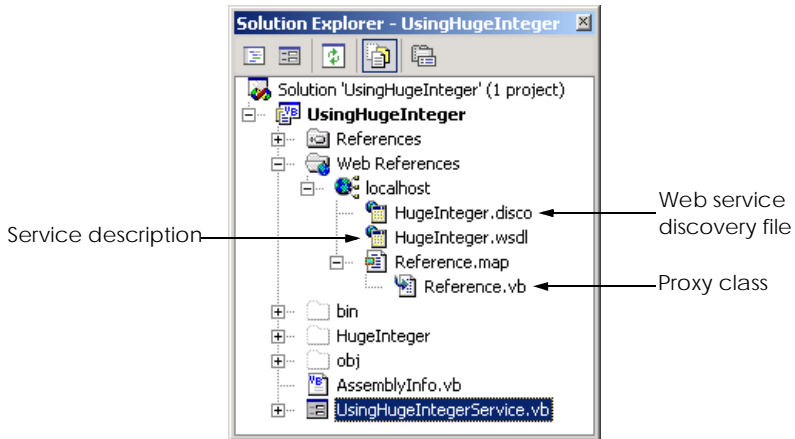 Solution Explorer - UsingHugeInteger
Solution 'UsingHugeInteger' (1 project)
UsingHugeInteger
References
Web References
localhost
HugeInteger.disco
Web service
discovery file
Service description
HugeInteger.wsdl
Reference.map
Reference.vb
Proxy class
bin
HugeInteger
obj
AssemblyInfo.vb
UsingHugeIntegerService.vb